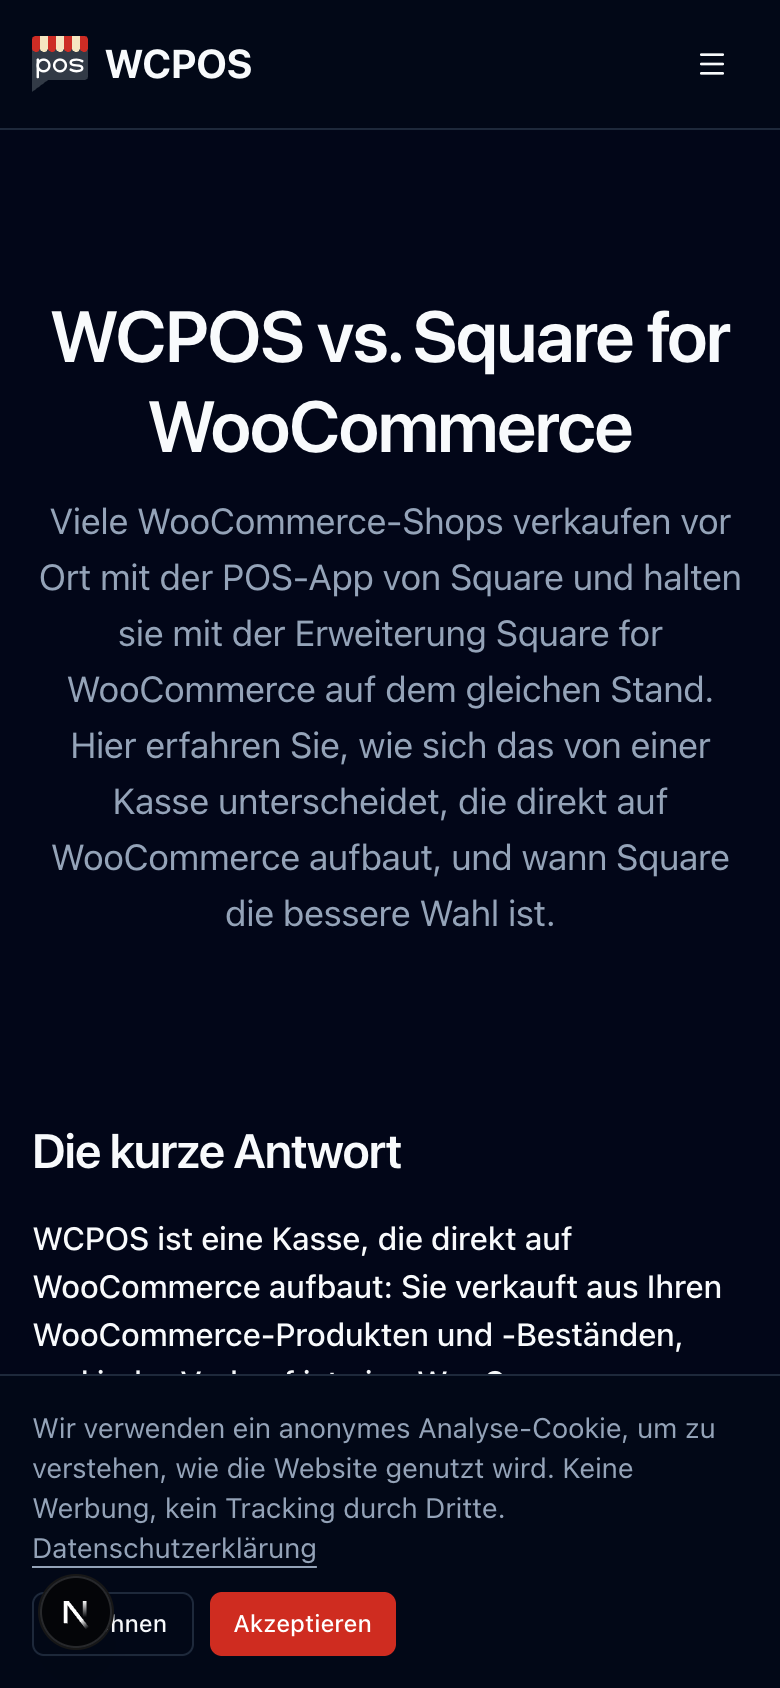 pos WCPOS
WCPOS vs. Square for
WooCommerce
Viele WooCommerce-Shops verkaufen vor
Ort mit der POS-App von Square und halten
sie mit der Erweiterung Square for
WooCommerce auf dem gleichen Stand.
Hier erfahren Sie, wie sich das von einer
Kasse unterscheidet, die direkt auf
WooCommerce aufbaut, und wann Square
die bessere Wahl ist.
Die kurze Antwort
WCPOS ist eine Kasse, die direkt auf
WooCommerce aufbaut: Sie verkauft aus Ihren
WooCommerce-Produkten und -Beständen,
Wir verwenden ein anonymes Analyse-Cookie, um zu
verstehen, wie die Website genutzt wird. Keine
Werbung, kein Tracking durch Dritte.
Datenschutzerklärung
N
Akzeptieren